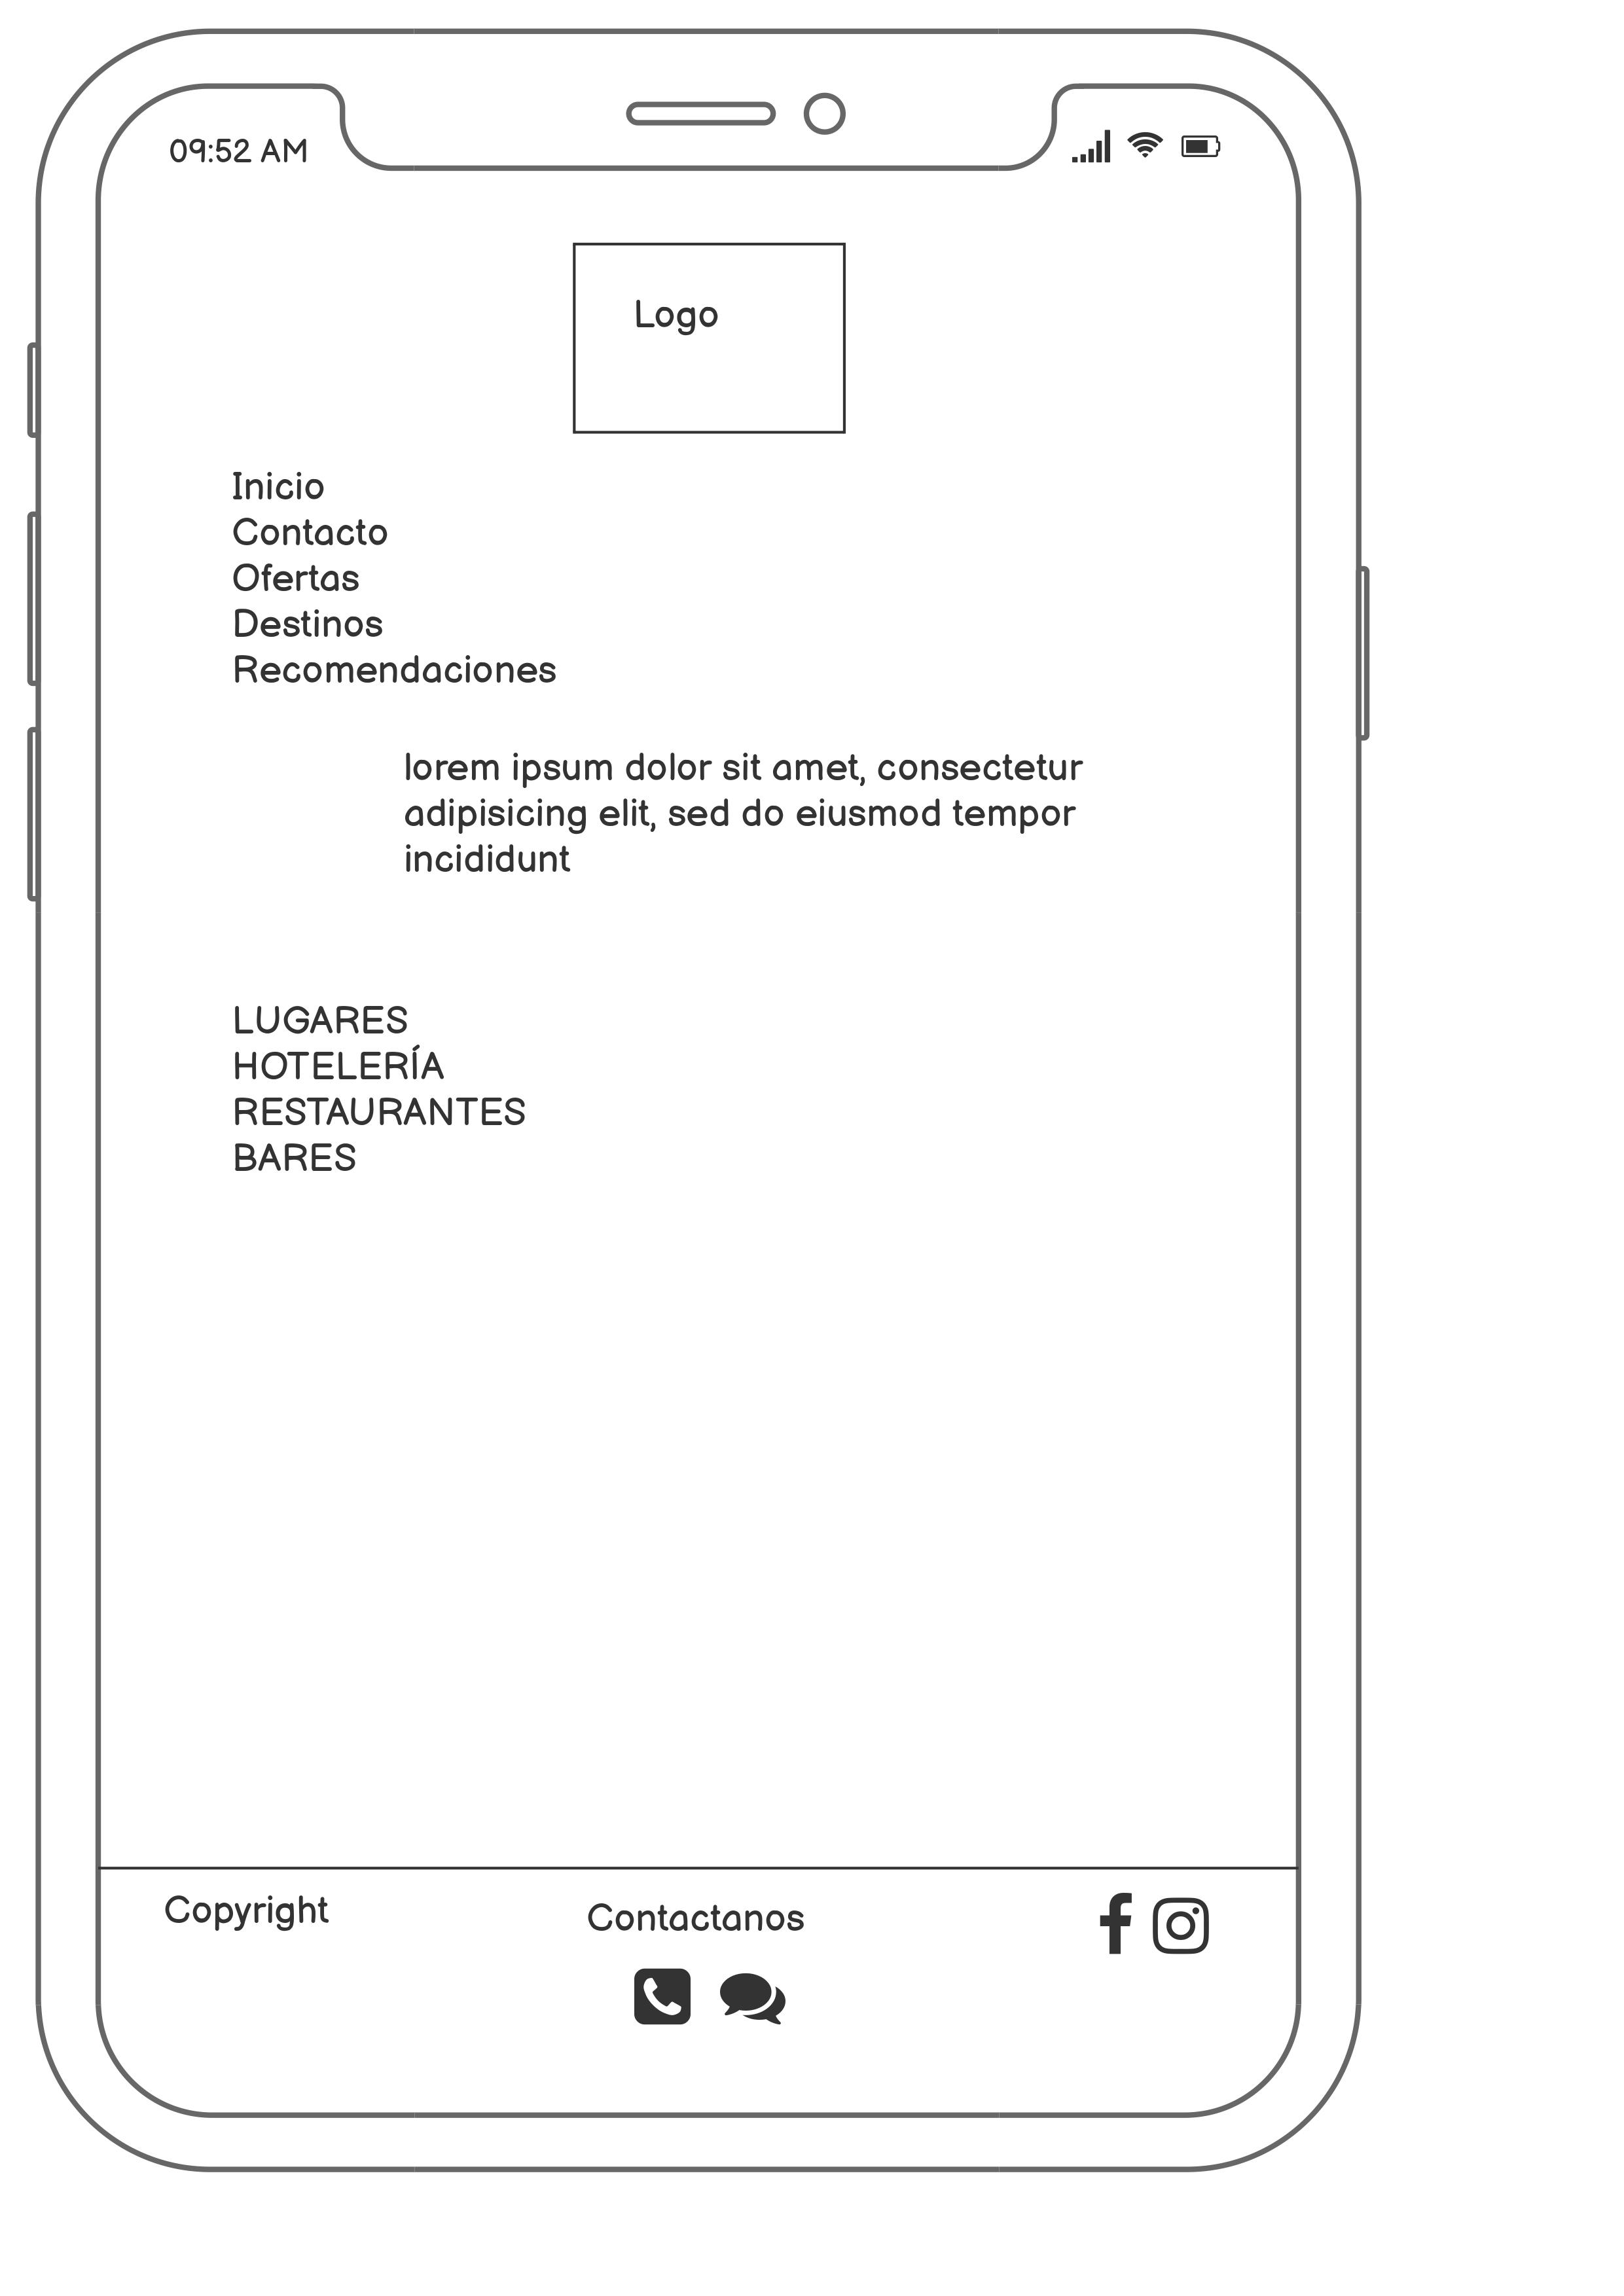 09:52 AM
Logo
Inicio
Contacto
Ofertas
Destinos
Recomendaciones
lorem ipsum dolor sit amet, consectetur
adipisicing elit, sed do eiusmod tempor
incididunt
LUGARES
HOTELERÍA
RESTAURANTES
BARES
Copyright
Contactanos